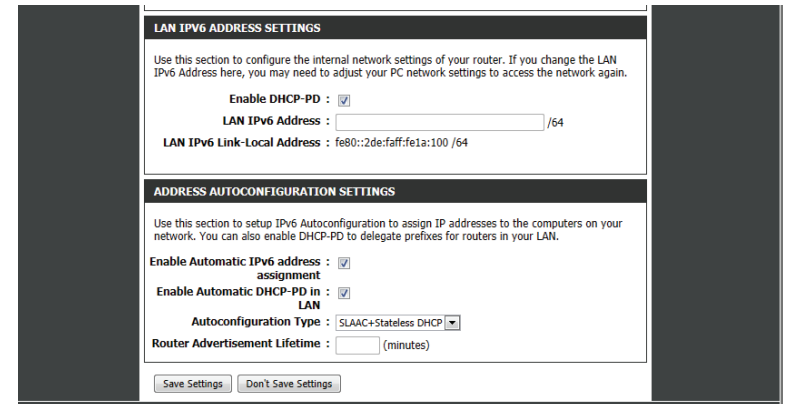 LAN IPV6 ADDRESS SETTINGS
Use this section to configure the internal network settings of your router. If you change the LAN
IPv6 Address here, you may need to adjust your PC network settings to access the network again.
Enable DHCP-PD :
LAN IPv6 Address : /64
LAN IPv6 Link-Local Address : fe80::2de:faff:fe1a:100 /64
ADDRESS AUTOCONFIGURATION SETTINGS
Use this section to setup IPv6 Autoconfiguration to assign IP addresses to the computers on your
network. You can also enable DHCP-PD to delegate prefixes for routers in your LAN.
Enable Automatic IPv6 address :
assignment
Enable Automatic DHCP-PD in :
LAN
Autoconfiguration Type : SLAAC+Stateless DHCP
Router Advertisement Lifetime : (minutes)
Save Settings Don't Save Settings